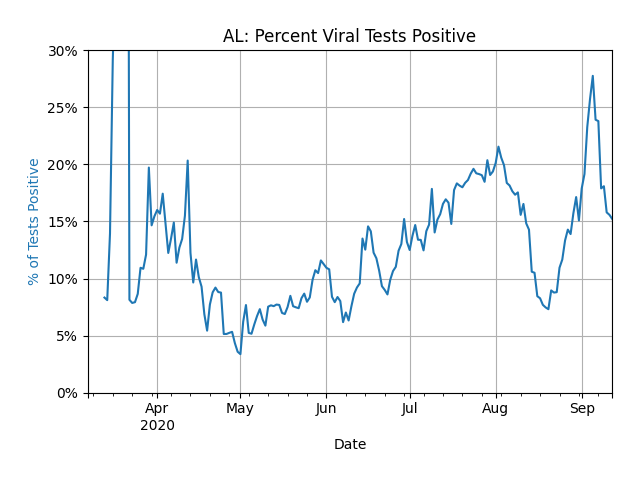 AL: Percent Viral Tests Positive
30%
25%
20%
15%
10%
5%
0%
% of Tests Positive
Apr
2020
May
Jun
Jul
Aug
Sep
Date